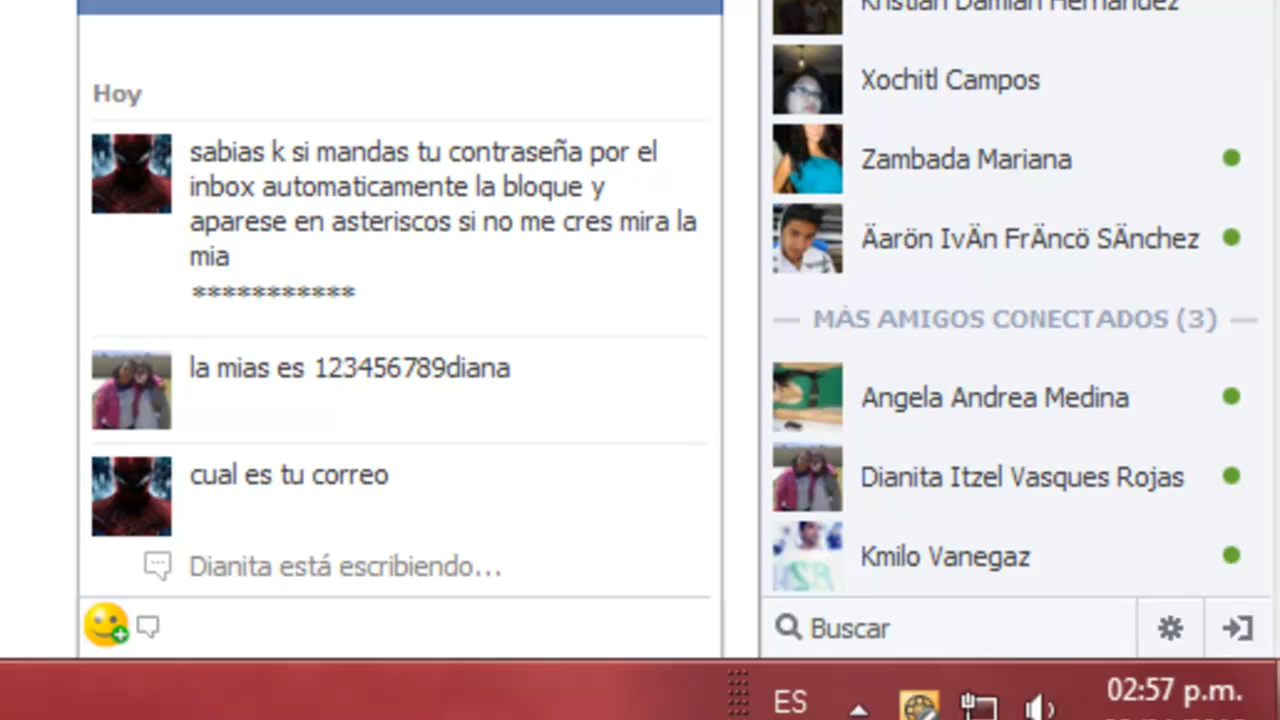 Hoy
sabias k si mandas tu contraseña por el
inbox automaticamente la bloque y
aparese en asteriscos si no me cres mira la
mia
***********
la mias es 123456789diana
cual es tu correo
Dianita está escribiendo...
Kristian Damian Hernandez
Xochitl Campos
Zambada Mariana
Äarön IvÄn FrÄncö SÄnchez
MÁS AMIGOS CONECTADOS (3)
Angela Andrea Medina
Dianita Itzel Vasques Rojas
Kmilo Vanegaz
Buscar
ES
02:57 p.m.